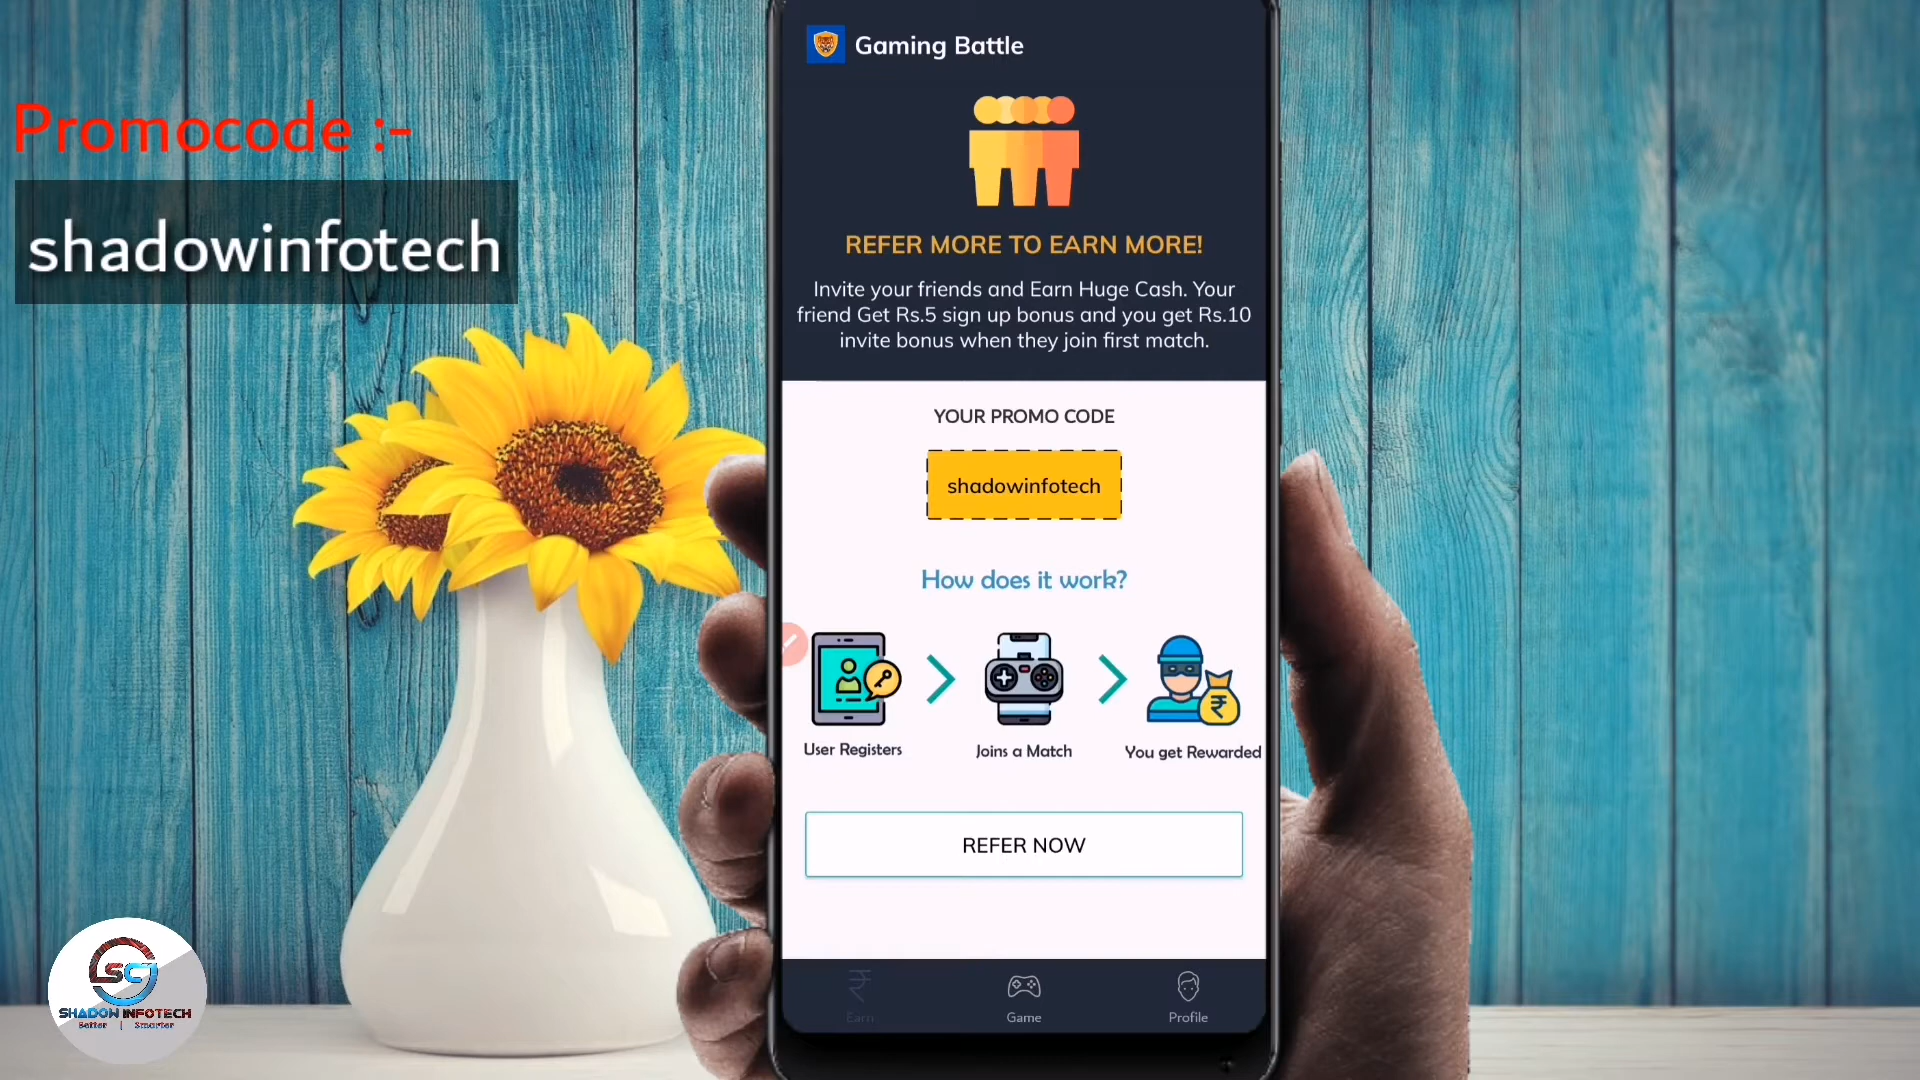 Promocode :-
shadowinfotech
Gaming Battle
REFER MORE TO EARN MORE!
Invite your friends and Earn Huge Cash. Your
friend Get Rs.5 sign up bonus and you get Rs.10
invite bonus when they join first match.
YOUR PROMO CODE
shadowinfotech
How does it work?
User Registers
Joins a Match
You get Rewarded
REFER NOW
Earn
Game
Profile
SC
SHADOW INFOTECH
Better | Smarter